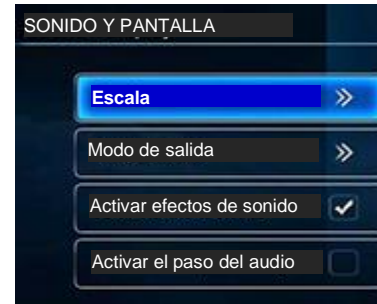 SONIDO Y PANTALLA
Escala
Modo de salida
Activar efectos de sonido
Activar el paso del audio